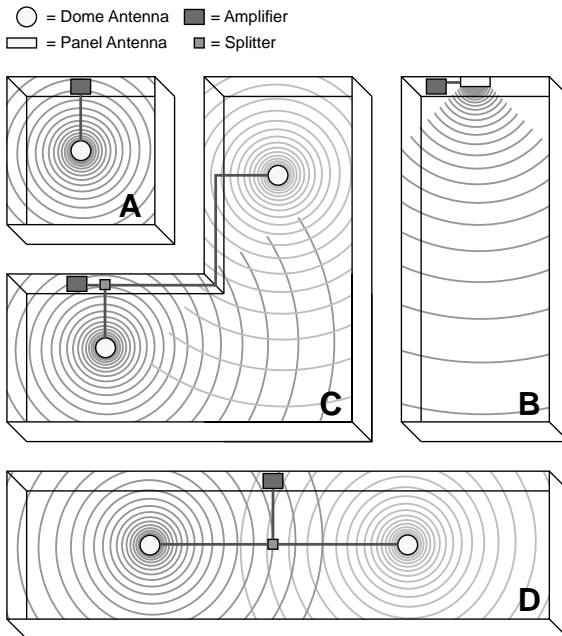 = Dome Antenna = Amplifier
= Panel Antenna = Splitter
A
B
C
D